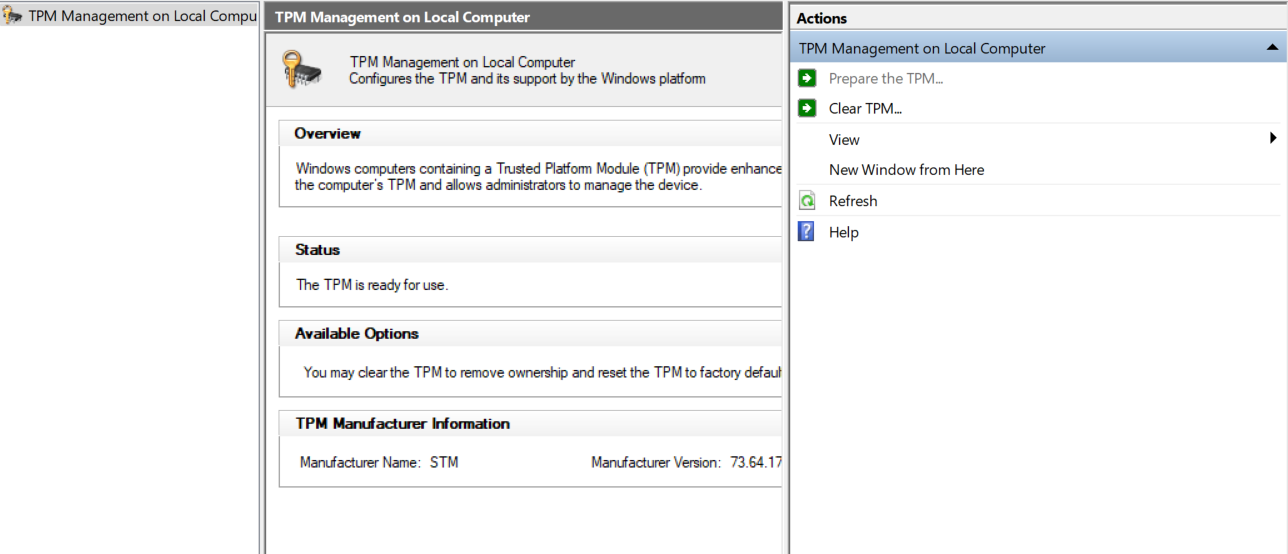 TPM Management on Local Compu
TPM Management on Local Computer
TPM Management on Local Computer
Configures the TPM and its support by the Windows platform
Overview
Windows computers containing a Trusted Platform Module (TPM) provide enhance
the computer's TPM and allows administrators to manage the device.
Status
The TPM is ready for use.
Available Options
You may clear the TPM to remove ownership and reset the TPM to factory defaul
TPM Manufacturer Information
Manufacturer Name: STM Manufacturer Version: 73.64.17
Actions
TPM Management on Local Computer
Prepare the TPM...
Clear TPM...
View
New Window from Here
Refresh
Help